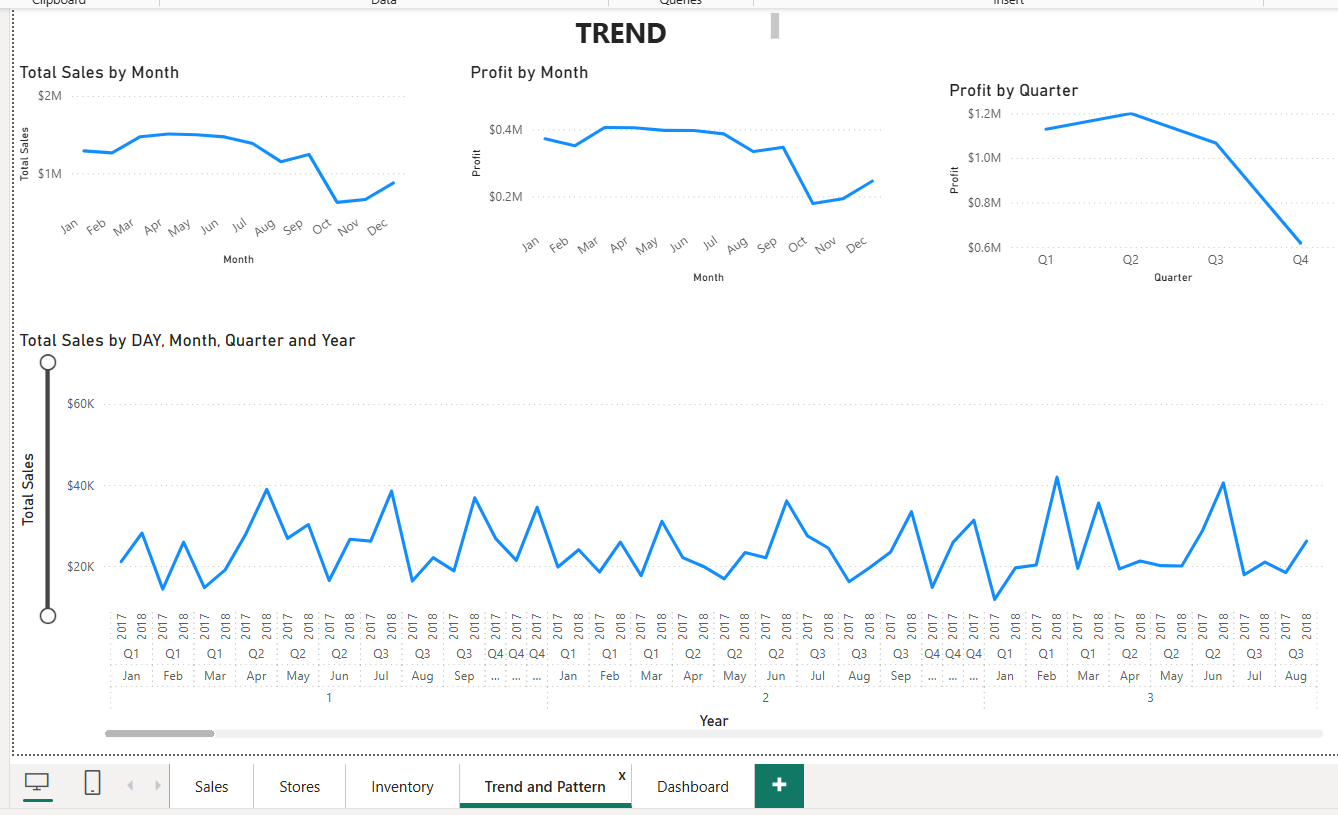 Clipboard Data Queries Insert
TREND
Total Sales by Month
$2M
$1M
Total Sales
Jan Feb Mar Apr May Jun Jul Aug Sep Oct Nov Dec
Month
Profit by Month
$0.4M
$0.2M
Profit
Jan Feb Mar Apr May Jun Jul Aug Sep Oct Nov Dec
Month
Profit by Quarter
$1.2M
$1.0M
$0.8M
$0.6M
Profit
Q1 Q2 Q3 Q4
Quarter
Total Sales by DAY, Month, Quarter and Year
$60K
$40K
$20K
Total Sales
2017 2018 2017 2018 2017 2018 2017 2018 2017 2018 2017 2018 2017 2018 2017 2018 2017 2018 2017 2017 2017 2017 2018 2017 2018 2017 2018 2017 2018 2017 2018 2017 2018 2017 2018 2017 2018 2017 2018 2017 2017 2017 2017 2018 2017 2018 2017 2018 2017 2018 2017 2018 2017 2018 2017 2018 2017 2018
Q1 Q1 Q1 Q2 Q2 Q2 Q3 Q3 Q3 Q4 Q4 Q4 Q1 Q1 Q1 Q2 Q2 Q2 Q3 Q3 Q3 Q4 Q4 Q4 Q1 Q1 Q1 Q2 Q2 Q2 Q3 Q3
Jan Feb Mar Apr May Jun Jul Aug Sep ... ... ... Jan Feb Mar Apr May Jun Jul Aug Sep ... ... ... Jan Feb Mar Apr May Jun Jul Aug
1 2 3
Year
Sales Stores Inventory Trend and Pattern x Dashboard +